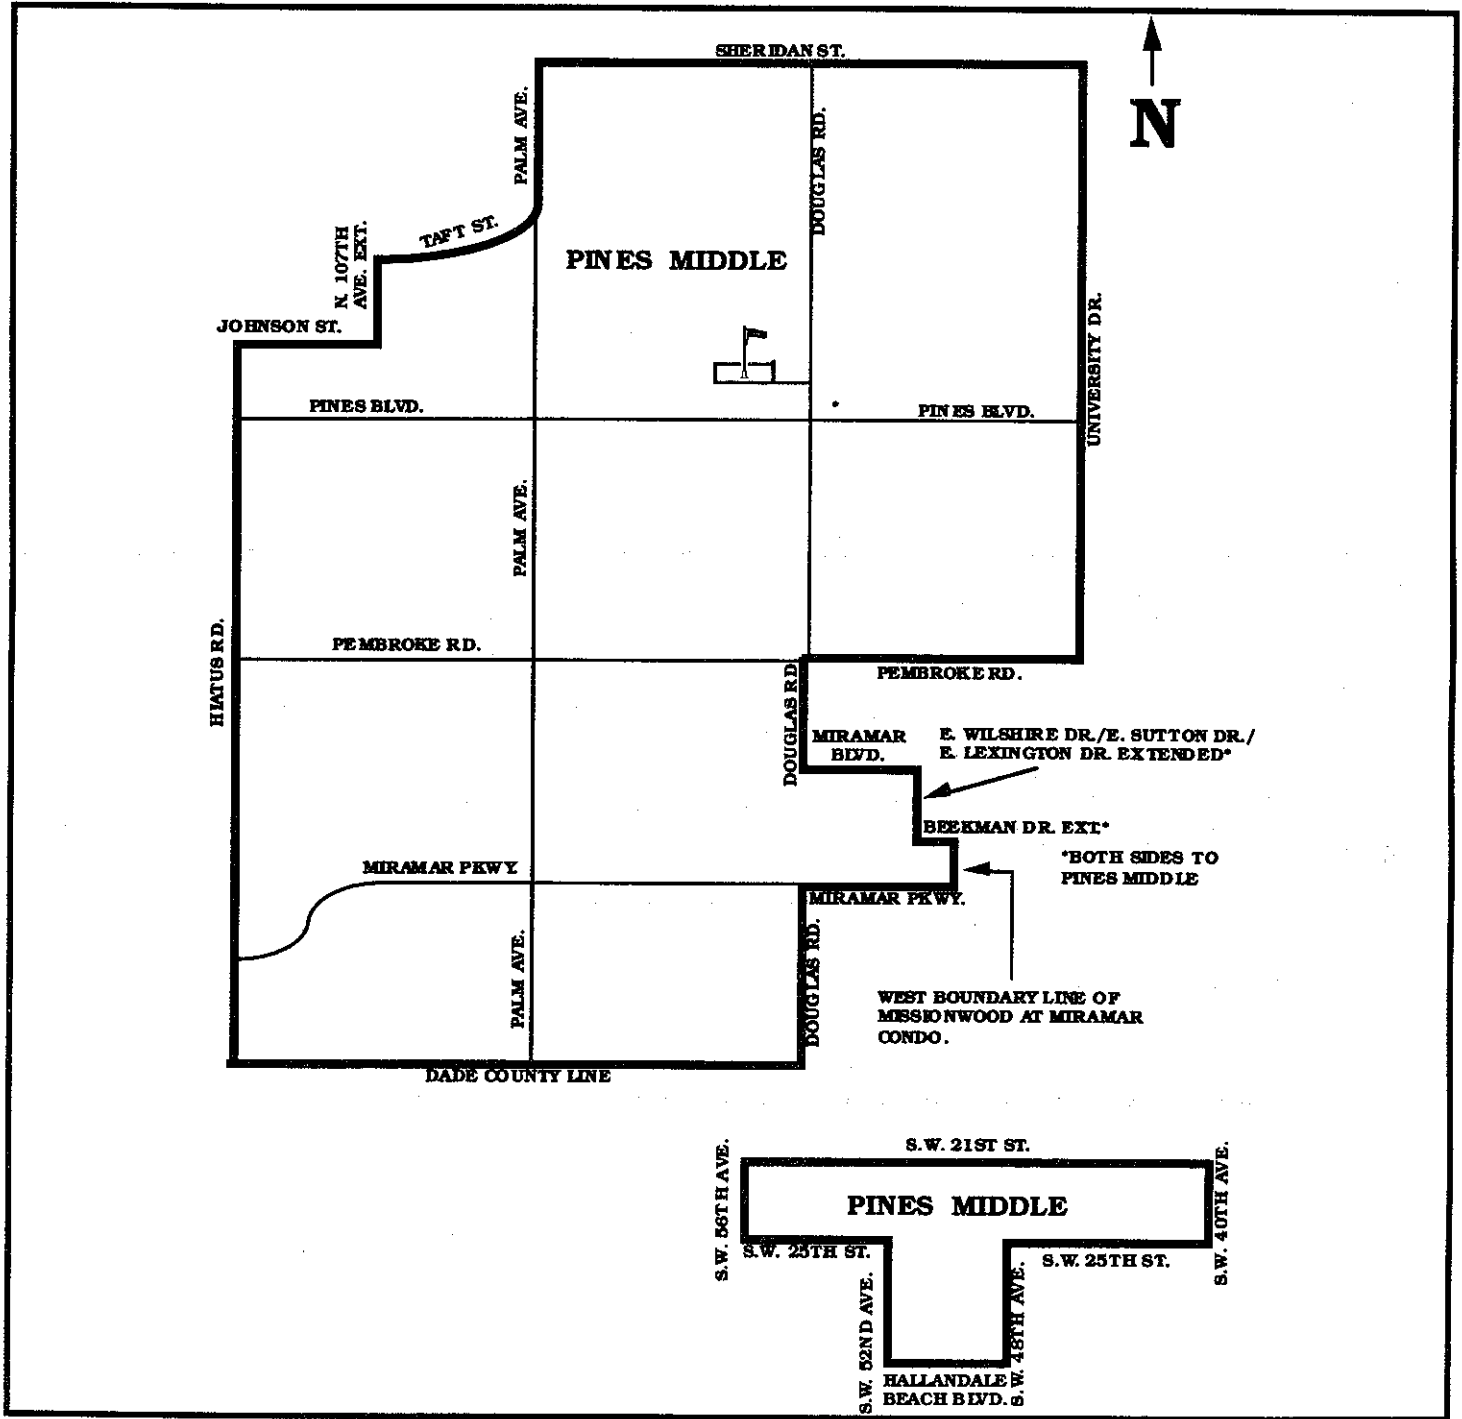 SHERIDAN ST.
PALM AVE.
DOUGLAS RD.
N
N. 107TH
AVE. EXT.
TAFT ST.
PINES MIDDLE
JOHNSON ST.
UNIVERSITY DR.
PINES BLVD.
PINES BLVD.
PALM AVE.
HIATUS RD.
PEMBROKE RD.
PEMBROKE RD.
DOUGLAS RD
MIRAMAR
BLVD.
E. WILSHIRE DR./E. SUTTON DR./
E. LEXINGTON DR. EXTENDED*
BEEKMAN DR. EXT.*
*BOTH SIDES TO
PINES MIDDLE
MIRAMAR PKWY.
MIRAMAR PKWY.
PALM AVE.
DOUGLAS RD.
WEST BOUNDARY LINE OF
MISSIONWOOD AT MIRAMAR
CONDO.
DADE COUNTY LINE
S.W. 21ST ST.
S.W. 56TH AVE.
PINES MIDDLE
S.W. 40TH AVE.
S.W. 25TH ST.
S.W. 25TH ST.
S.W. 52ND AVE.
S.W. 48TH AVE.
HALLANDALE
BEACH BLVD.